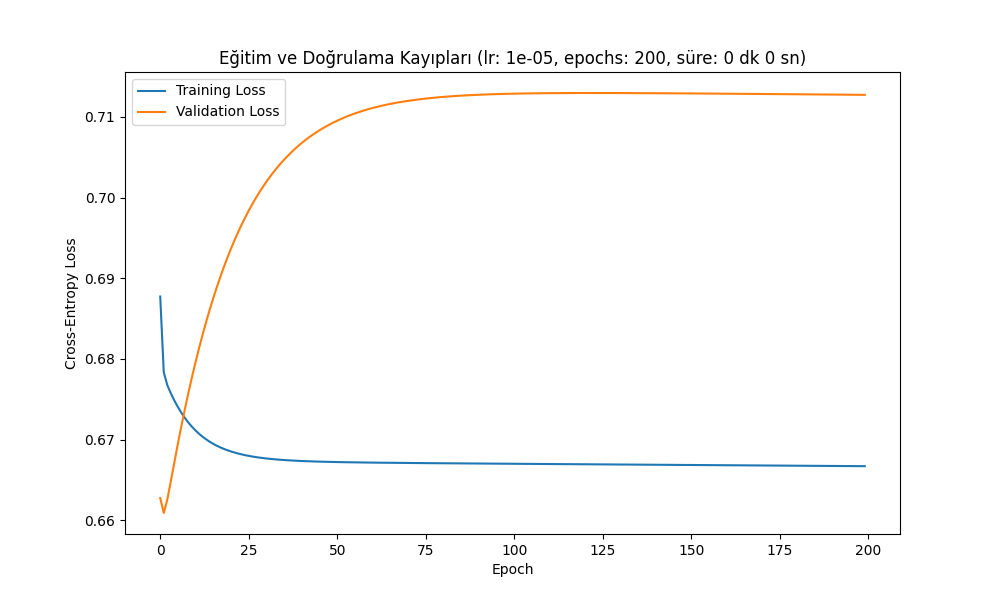 Eğitim ve Doğrulama Kayıpları (lr: 1e-05, epochs: 200, süre: 0 dk 0 sn)
Training Loss
Validation Loss
Cross-Entropy Loss
0.71
0.70
0.69
0.68
0.67
0.66
0 25 50 75 100 125 150 175 200
Epoch